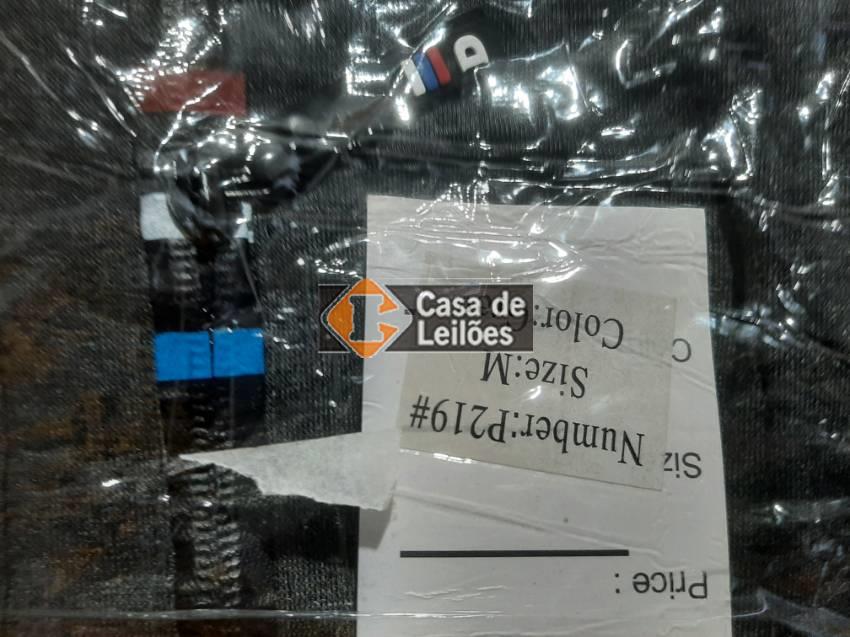 D
Casa de
Leilões
Number:P219#
Size:M
Color:
Siz
Price :